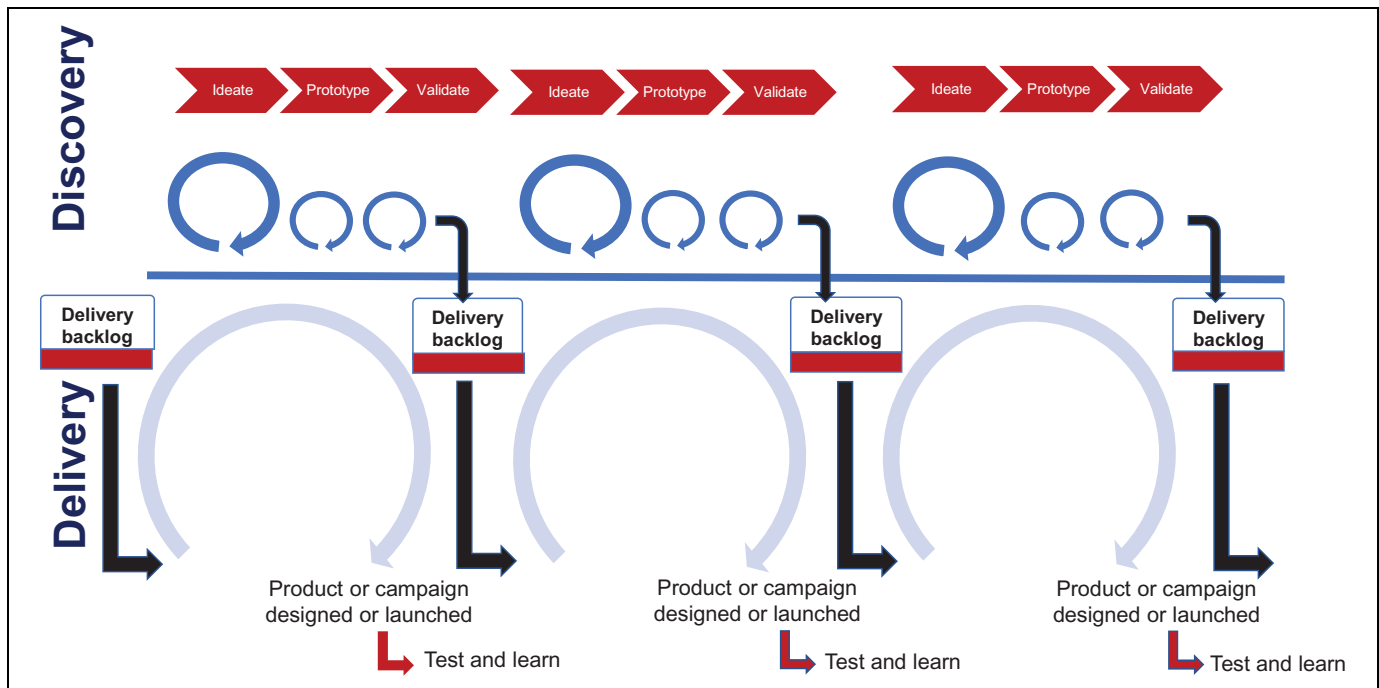 Discovery
Ideate
Prototype
Validate
Ideate
Prototype
Validate
Ideate
Prototype
Validate
Delivery
Delivery
backlog
Delivery
backlog
Delivery
backlog
Delivery
backlog
Product or campaign
designed or launched
Test and learn
Product or campaign
designed or launched
Test and learn
Product or campaign
designed or launched
Test and learn